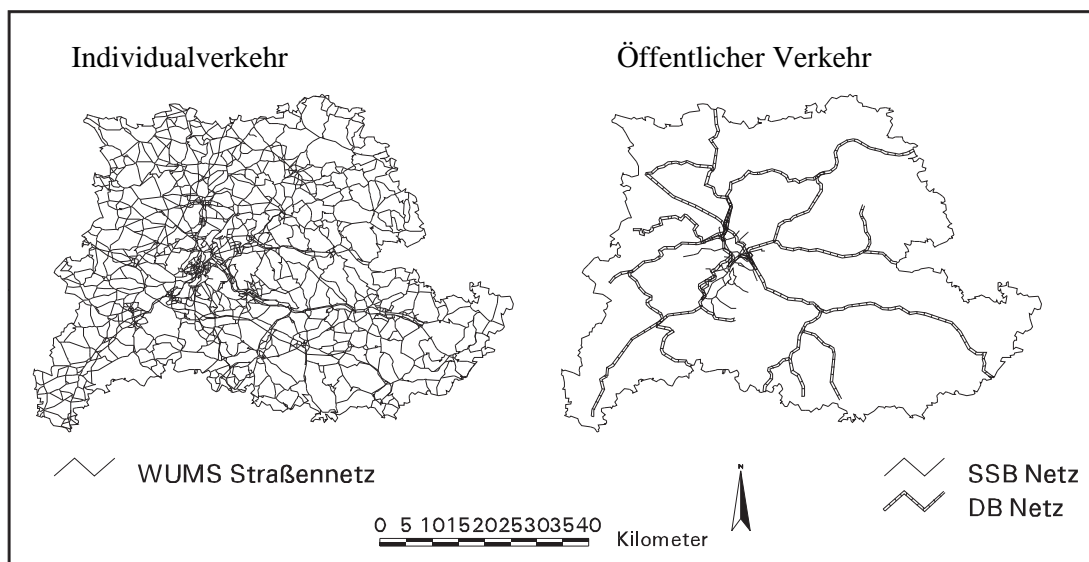 Individualverkehr
Öffentlicher Verkehr
WUMS Straßennetz
N
SSB Netz
DB Netz
0 5 10152025303540
Kilometer